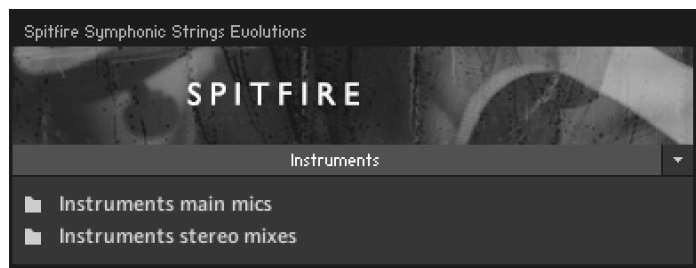 Spitfire Symphonic Strings Evolutions
SPITFIRE
Instruments
Instruments main mics
Instruments stereo mixes